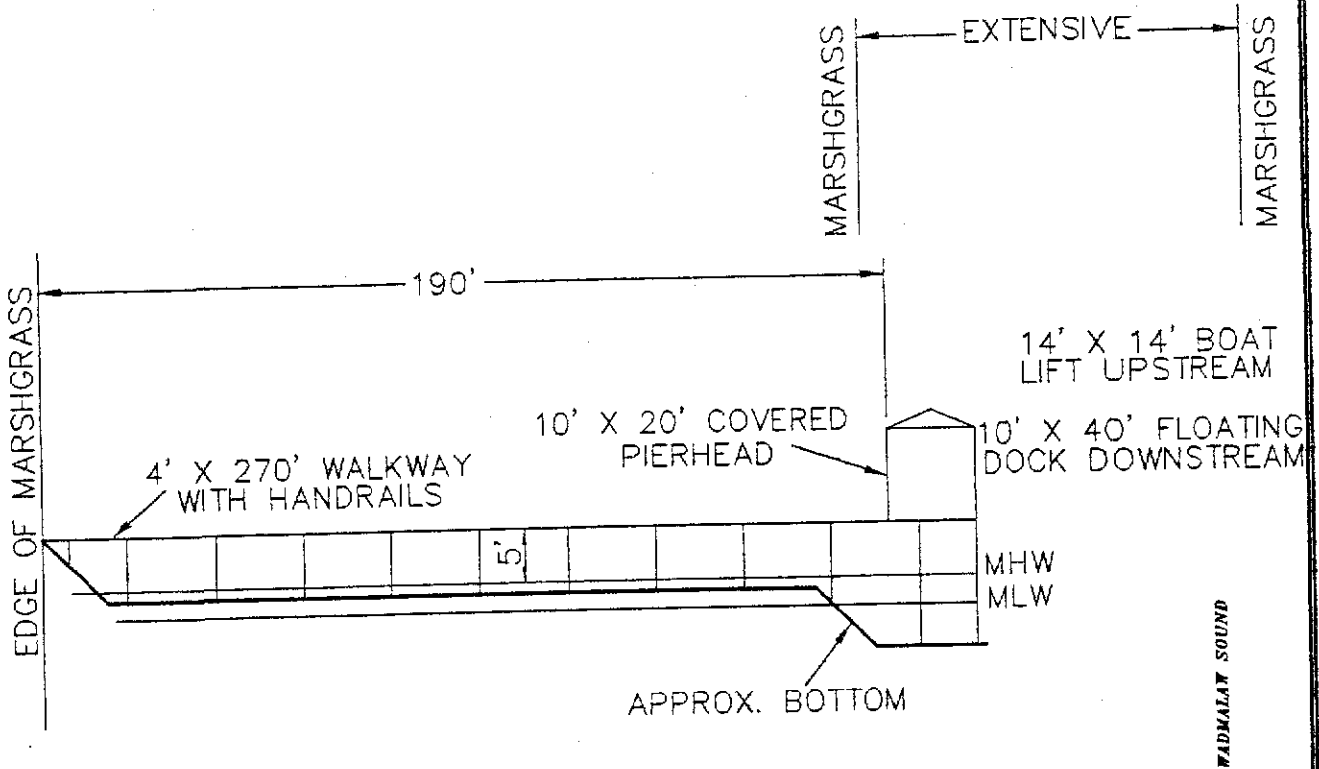 MARSHGRASS
EXTENSIVE
MARSHGRASS
EDGE OF MARSHGRASS
190'
14' X 14' BOAT
LIFT UPSTREAM
10' X 20' COVERED
PIERHEAD
10' X 40' FLOATING
DOCK DOWNSTREAM
4' X 270' WALKWAY
WITH HANDRAILS
5'
MHW
MLW
APPROX. BOTTOM
WADMALAW SOUND